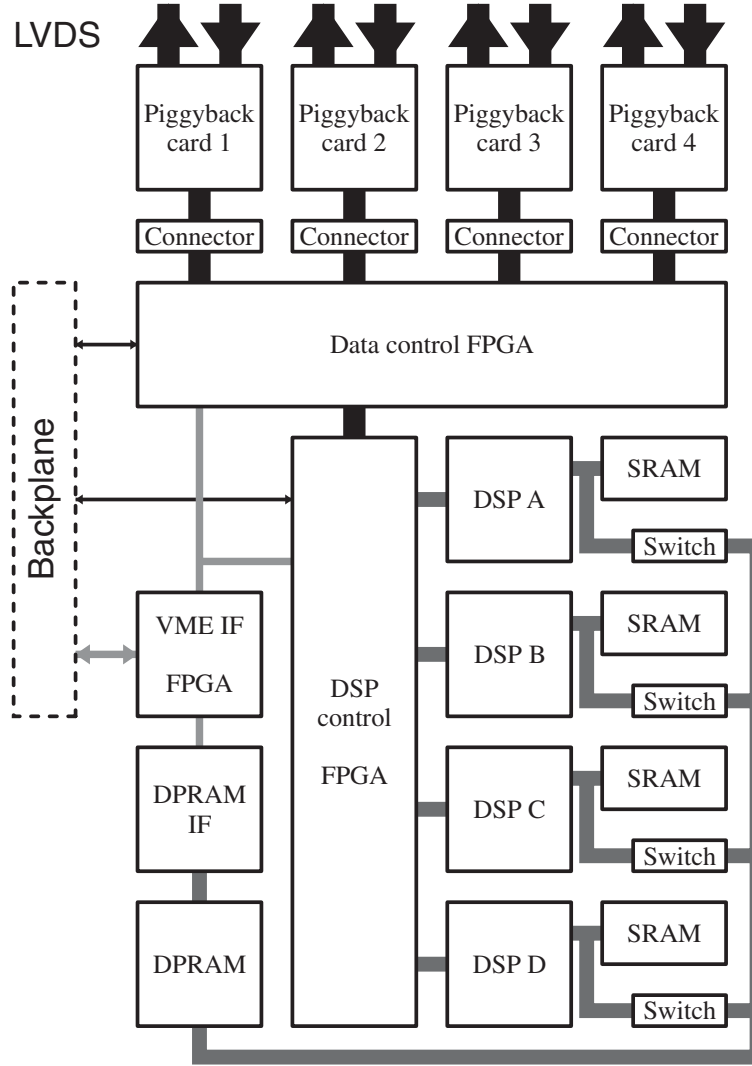 LVDS
Piggyback
card 1
Piggyback
card 2
Piggyback
card 3
Piggyback
card 4
Connector
Connector
Connector
Connector
Data control FPGA
Backplane
DSP A
SRAM
Switch
VME IF
FPGA
DSP
control
FPGA
DSP B
SRAM
Switch
DPRAM
IF
DSP C
SRAM
Switch
DPRAM
DSP D
SRAM
Switch